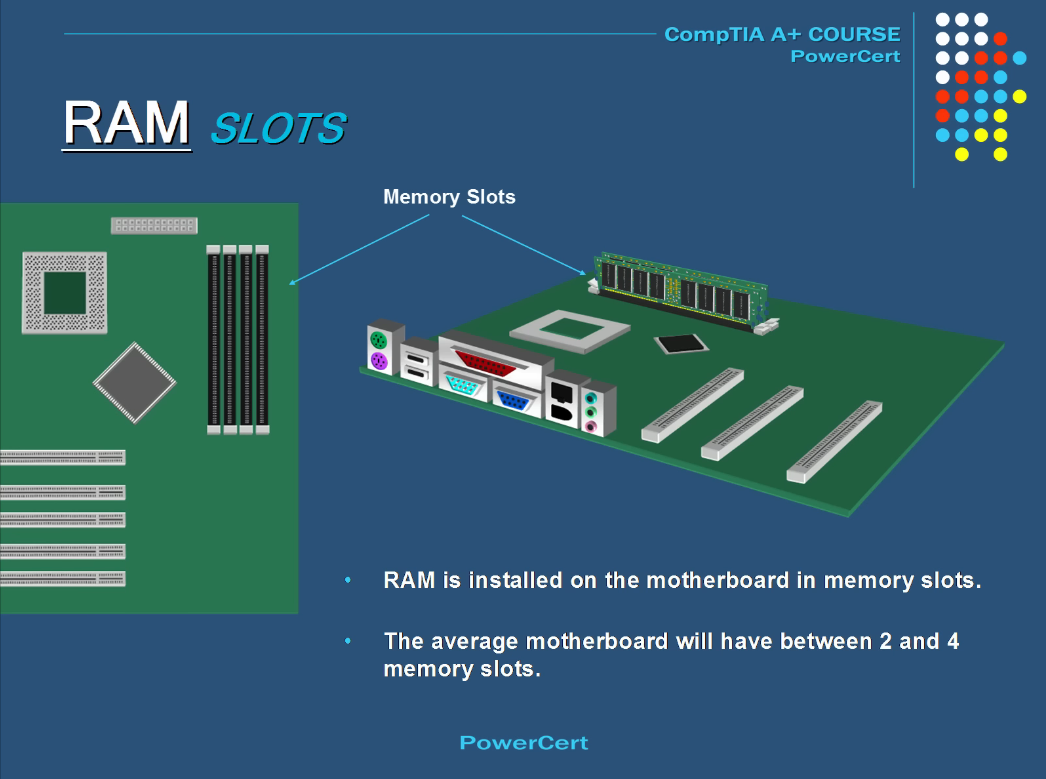 CompTIA A+ COURSE
PowerCert
RAM SLOTS
Memory Slots
• RAM is installed on the motherboard in memory slots.
• The average motherboard will have between 2 and 4
memory slots.
PowerCert